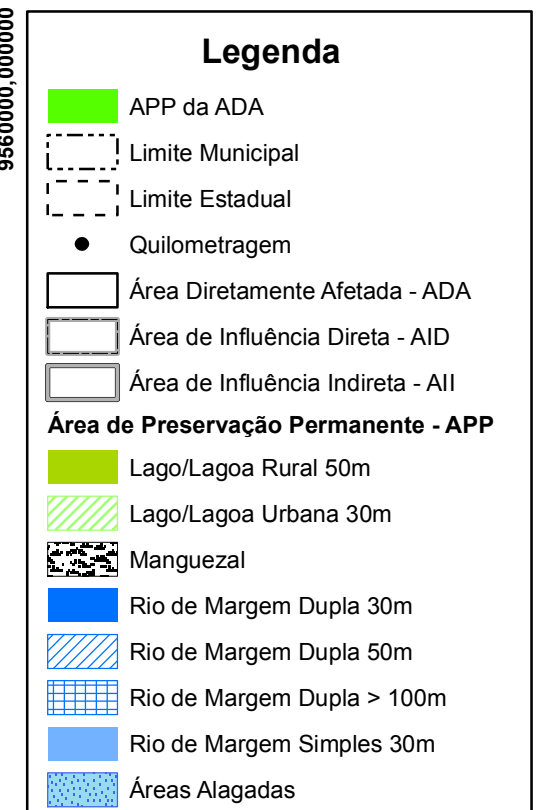 9560000,000000
Legenda
APP da ADA
Limite Municipal
Limite Estadual
Quilometragem
Área Diretamente Afetada - ADA
Área de Influência Direta - AID
Área de Influência Indireta - AII
Área de Preservação Permanente - APP
Lago/Lagoa Rural 50m
Lago/Lagoa Urbana 30m
Manguezal
Rio de Margem Dupla 30m
Rio de Margem Dupla 50m
Rio de Margem Dupla > 100m
Rio de Margem Simples 30m
Áreas Alagadas